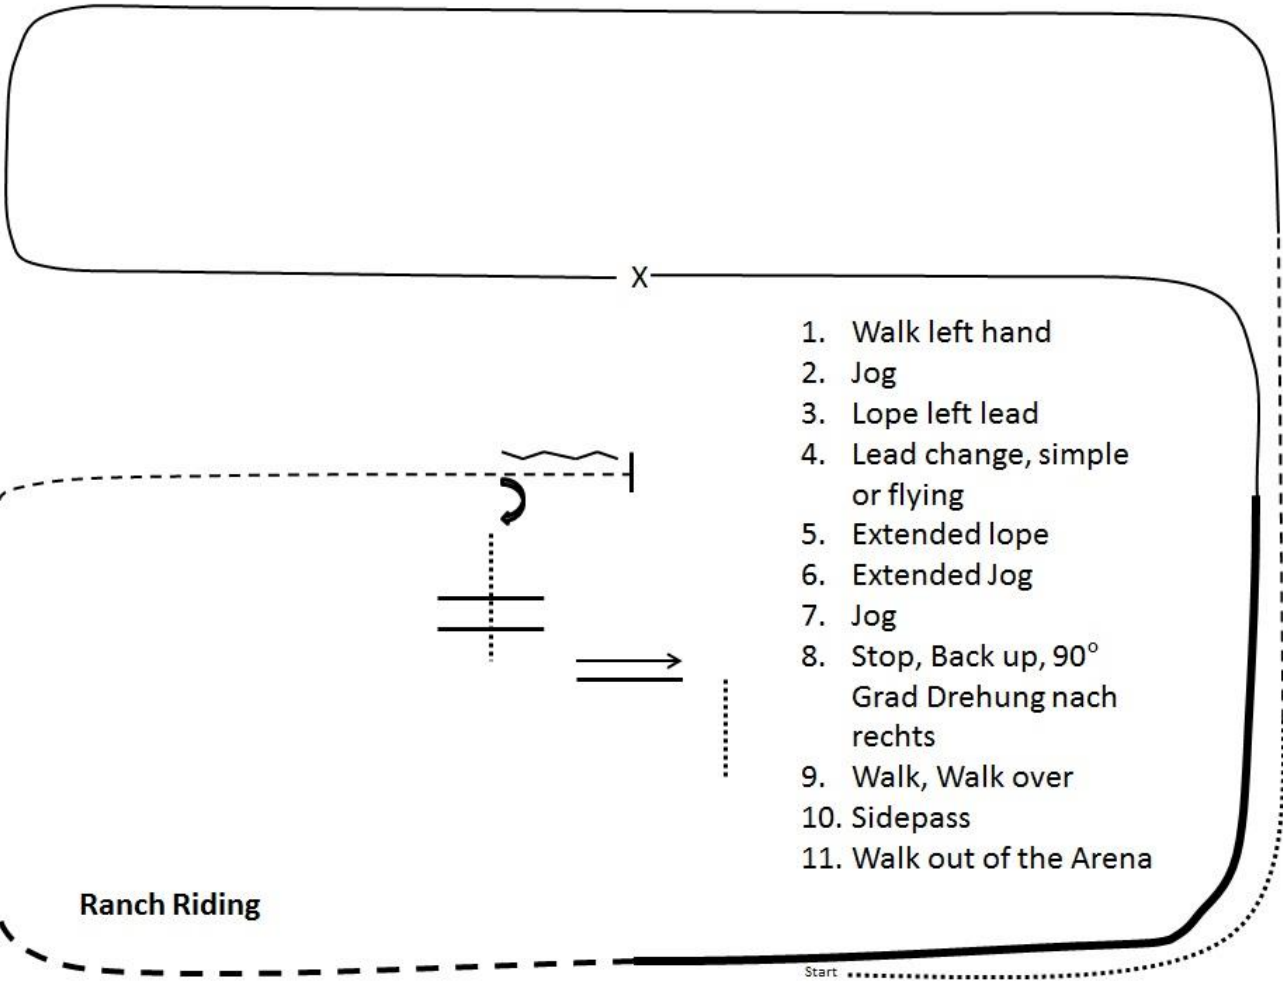 X
1. Walk left hand
2. Jog
3. Lope left lead
4. Lead change, simple
or flying
5. Extended lope
6. Extended Jog
7. Jog
8. Stop, Back up, 90°
Grad Drehung nach
rechts
9. Walk, Walk over
10. Sidepass
11. Walk out of the Arena
Ranch Riding
Start